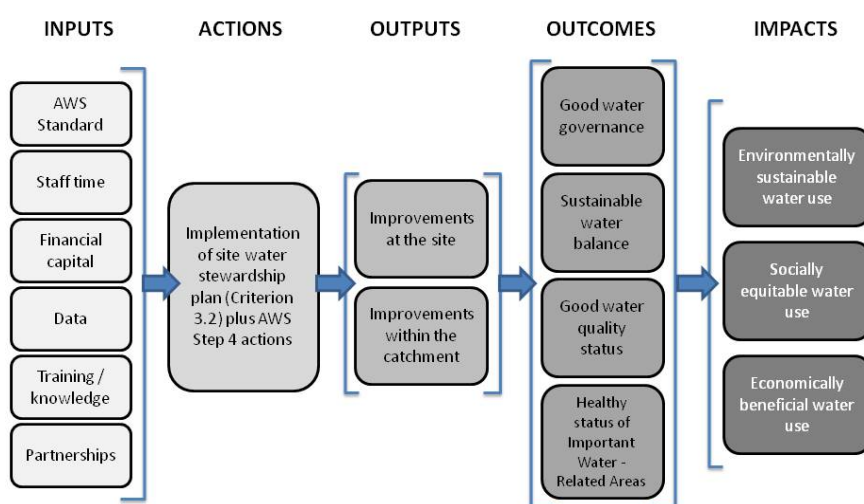 INPUTS
ACTIONS
OUTPUTS
OUTCOMES
IMPACTS
AWS
Standard
Staff time
Financial
capital
Data
Training /
knowledge
Partnerships
Implementation
of site water
stewardship
plan (Criterion
3.2) plus AWS
Step 4 actions
Improvements
at the site
Improvements
within the
catchment
Good water
governance
Sustainable
water
balance
Good water
quality
status
Healthy
status of
Important
Water -
Related Areas
Environmentally
sustainable
water use
Socially
equitable water
use
Economically
beneficial water
use